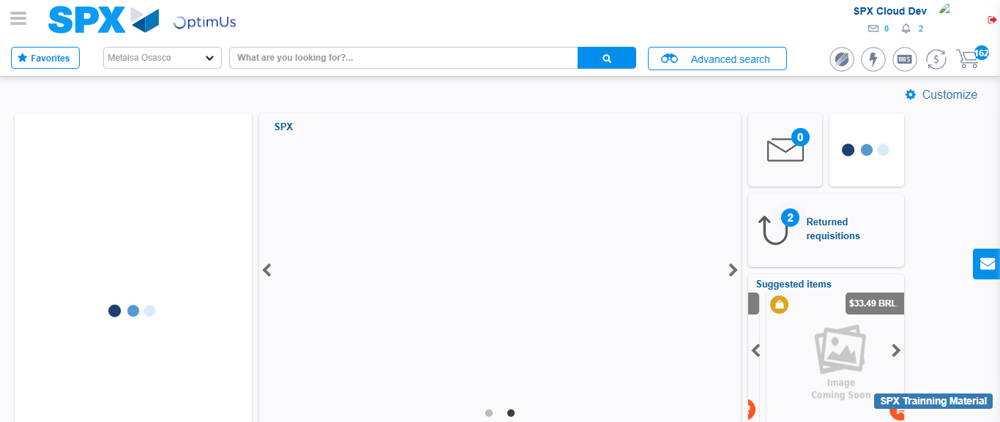 SPX OptimUs
SPX Cloud Dev
0 2
Favorites
Metalsa Osasco
What are you looking for?...
Advanced search
162
Customize
SPX
0
2
Returned
requisitions
Suggested items
$33.49 BRL
Image
Coming Soon
SPX Trainning Material